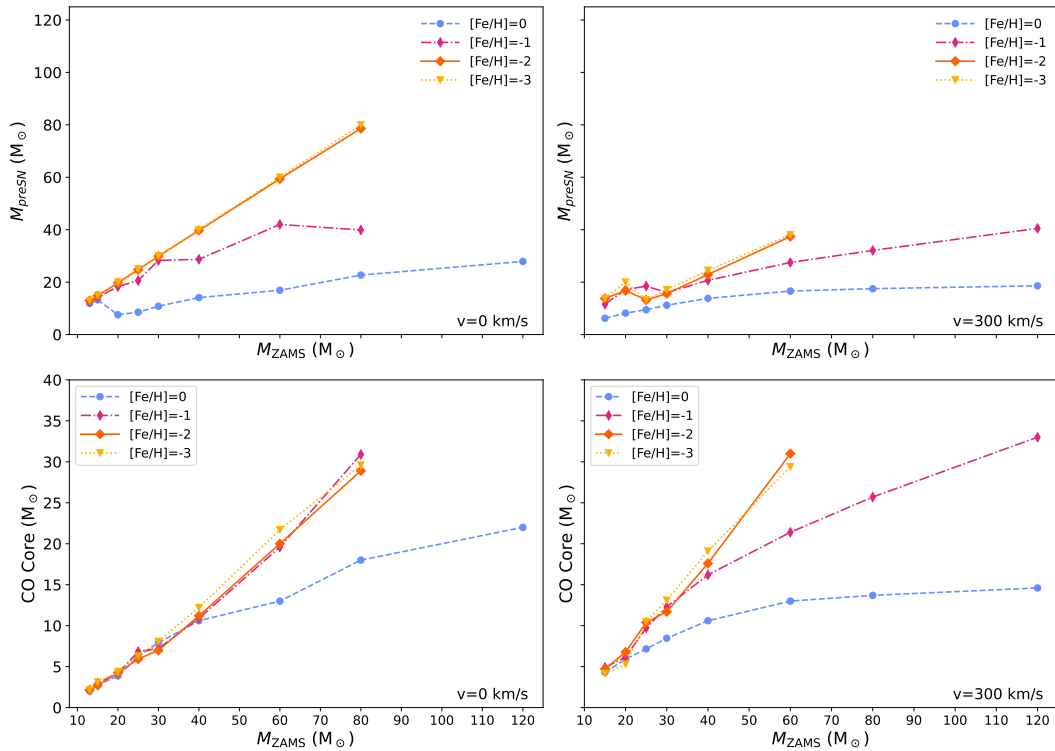 120
100
80
60
40
20
0
M_preSN (M⊙)
[Fe/H]=0
[Fe/H]=-1
[Fe/H]=-2
[Fe/H]=-3
v=0 km/s
M_ZAMS (M⊙)
M_preSN (M⊙)
[Fe/H]=0
[Fe/H]=-1
[Fe/H]=-2
[Fe/H]=-3
v=300 km/s
M_ZAMS (M⊙)
40
35
30
25
20
15
10
5
0
CO Core (M⊙)
[Fe/H]=0
[Fe/H]=-1
[Fe/H]=-2
[Fe/H]=-3
v=0 km/s
10 20 30 40 50 60 70 80 90 100 110 120
M_ZAMS (M⊙)
CO Core (M⊙)
[Fe/H]=0
[Fe/H]=-1
[Fe/H]=-2
[Fe/H]=-3
v=300 km/s
10 20 30 40 50 60 70 80 90 100 110 120
M_ZAMS (M⊙)